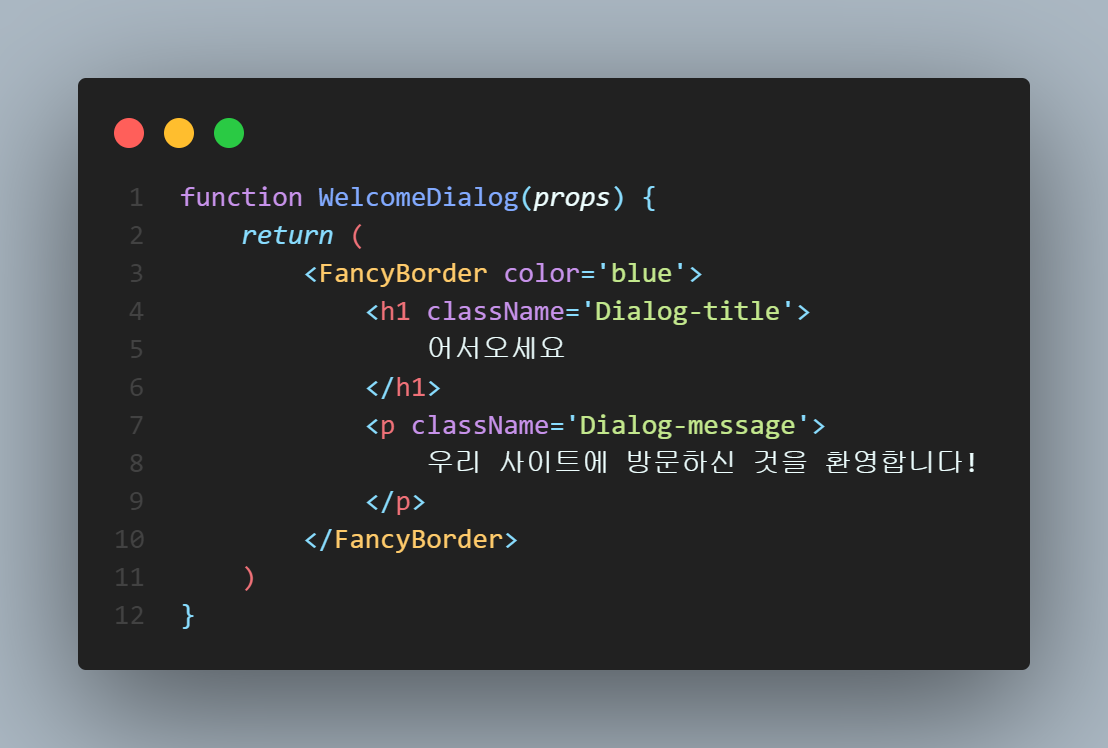 1 function WelcomeDialog(props) {
2     return (
3         <FancyBorder color='blue'>
4             <h1 className='Dialog-title'>
5                 어서오세요
6             </h1>
7             <p className='Dialog-message'>
8                 우리 사이트에 방문하신 것을 환영합니다!
9             </p>
10         </FancyBorder>
11     )
12 }